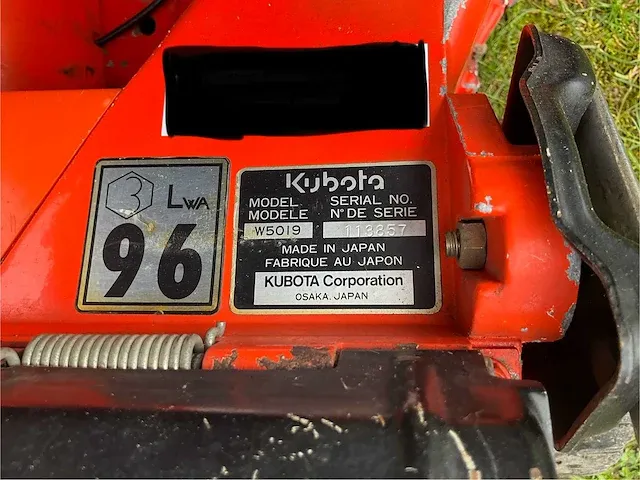 3
LWA
96
Kubota
MODEL SERIAL NO.
MODELE N° DE SERIE
W5019 113857
MADE IN JAPAN
FABRIQUE AU JAPON
KUBOTA Corporation
OSAKA. JAPAN